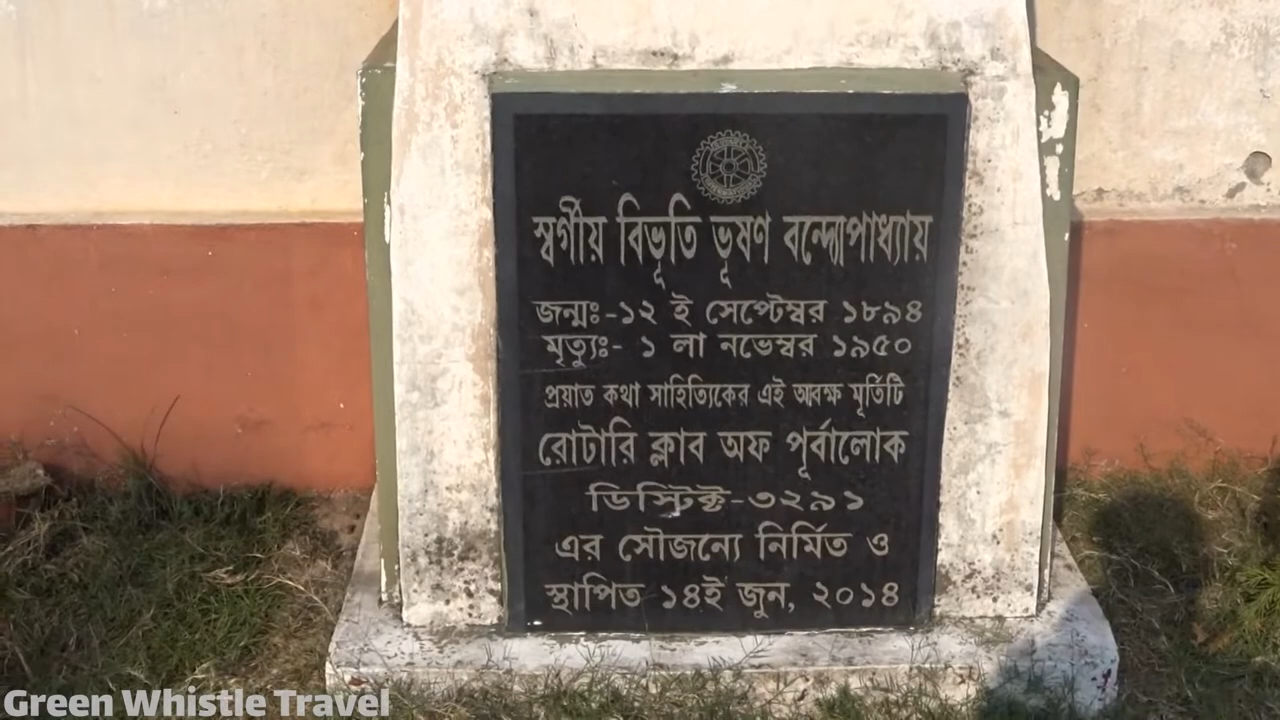 স্বর্গীয় বিভূতি ভূষণ বন্দ্যোপাধ্যায়
জন্মঃ-১২ ই সেপ্টেম্বর ১৮৯৪
মৃত্যুঃ- ১ লা নভেম্বর ১৯৫০
প্রয়াত কথা সাহিত্যিকের এই আবক্ষ মূর্তিটি
রোটারি ক্লাব অফ পূর্বালোক
ডিস্ট্রিক্ট-৩২৯১
এর সৌজন্যে নির্মিত ও
স্থাপিত ১৪ই জুন, ২০১৪
Green Whistle Travel